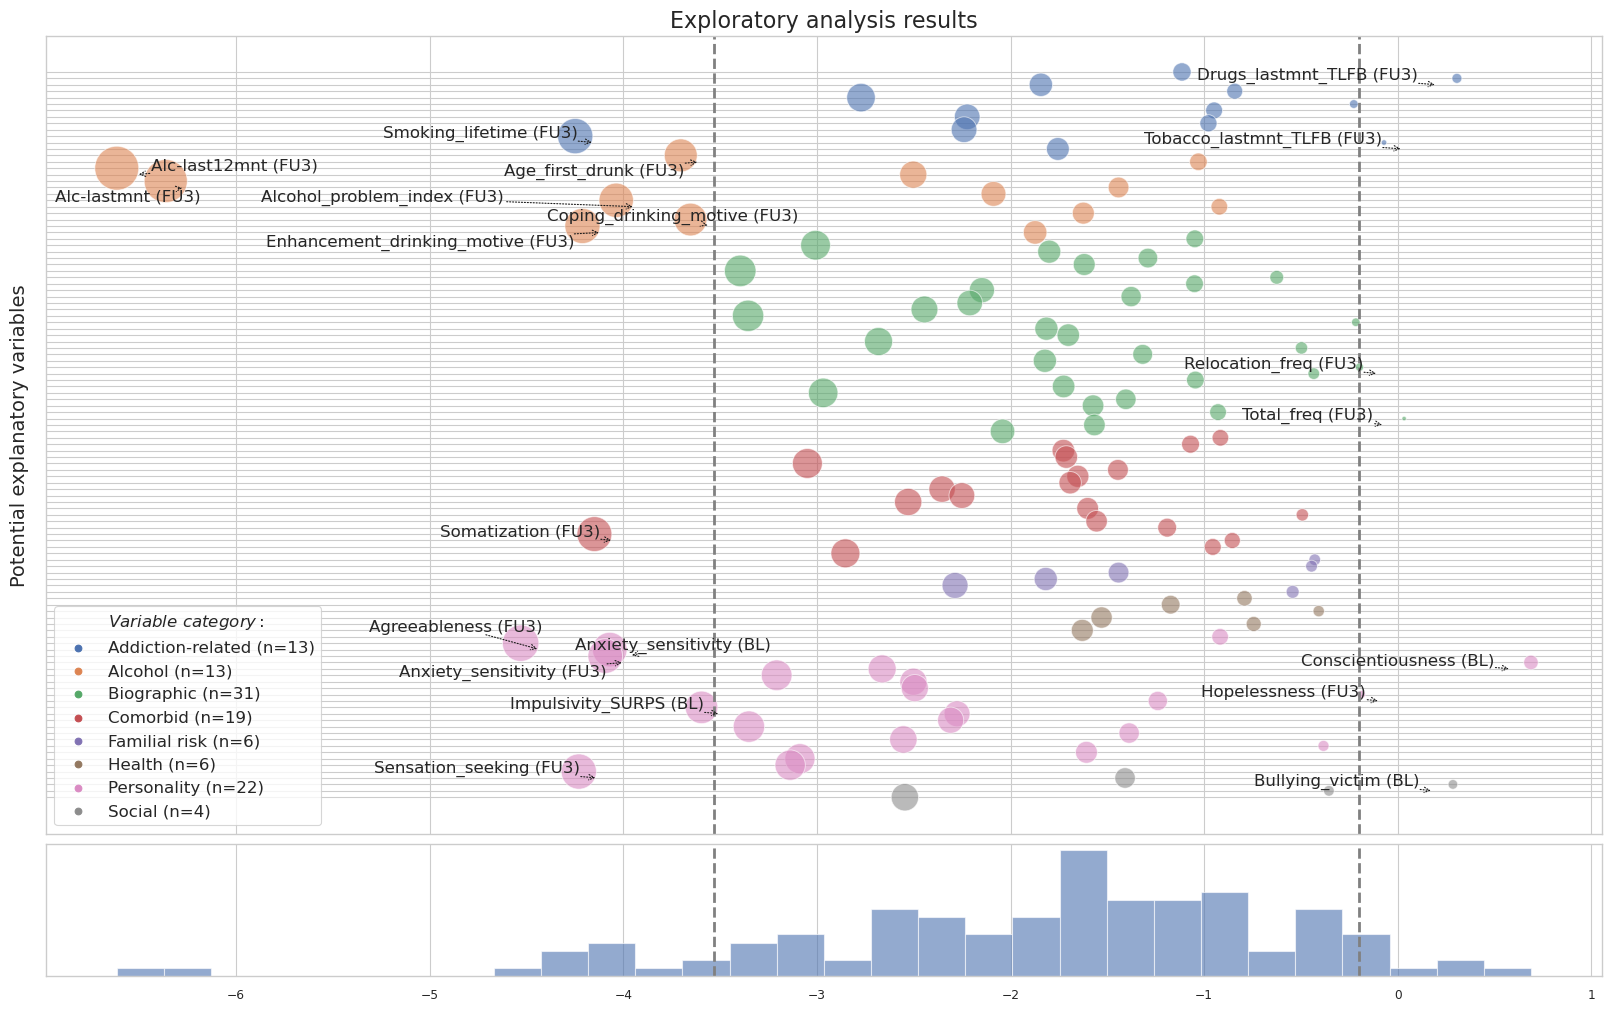 Exploratory analysis results
Potential explanatory variables
Drugs_lastmnt_TLFB (FU3)
Smoking_lifetime (FU3)
Tobacco_lastmnt_TLFB (FU3)
Alc-last12mnt (FU3)
Age_first_drunk (FU3)
Alc-lastmnt (FU3)
Alcohol_problem_index (FU3)
Coping_drinking_motive (FU3)
Enhancement_drinking_motive (FU3)
Relocation_freq (FU3)
Total_freq (FU3)
Somatization (FU3)
Agreeableness (FU3)
Anxiety_sensitivity (BL)
Conscientiousness (BL)
Anxiety_sensitivity (FU3)
Hopelessness (FU3)
Impulsivity_SURPS (BL)
Sensation_seeking (FU3)
Bullying_victim (BL)
Variable category:
Addiction-related (n=13)
Alcohol (n=13)
Biographic (n=31)
Comorbid (n=19)
Familial risk (n=6)
Health (n=6)
Personality (n=22)
Social (n=4)
−6 −5 −4 −3 −2 −1 0 1